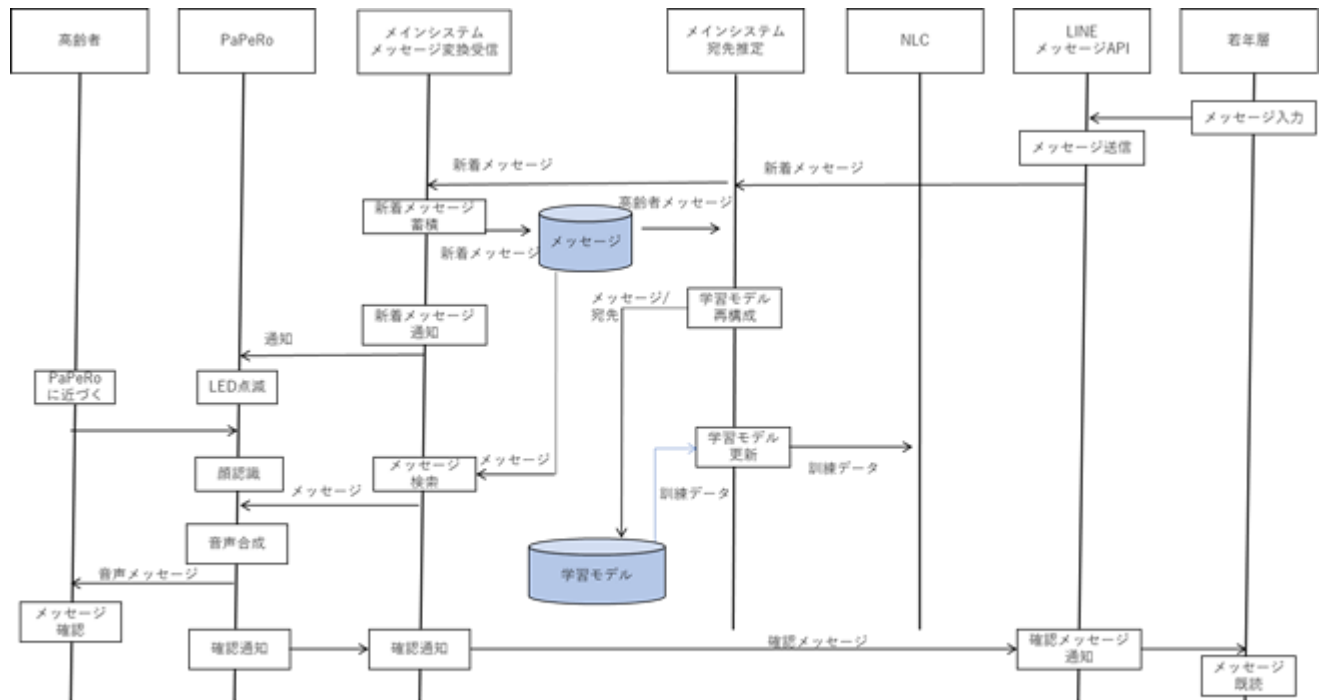 高齢者
PaPeRo
メインシステム
メッセージ変換受信
メインシステム
宛先推定
NLC
LINE
メッセージAPI
若年層
メッセージ入力
メッセージ送信
新着メッセージ
新着メッセージ
新着メッセージ
蓄積
新着メッセージ
メッセージ
高齢者メッセージ
メッセージ/
宛先
学習モデル
再構成
新着メッセージ
通知
通知
PaPeRo
に近づく
LED点滅
学習モデル
更新
訓練データ
訓練データ
顔認識
メッセージ
検索
メッセージ
メッセージ
音声合成
学習モデル
音声メッセージ
メッセージ
確認
確認通知
確認通知
確認メッセージ
確認メッセージ
通知
メッセージ
既読